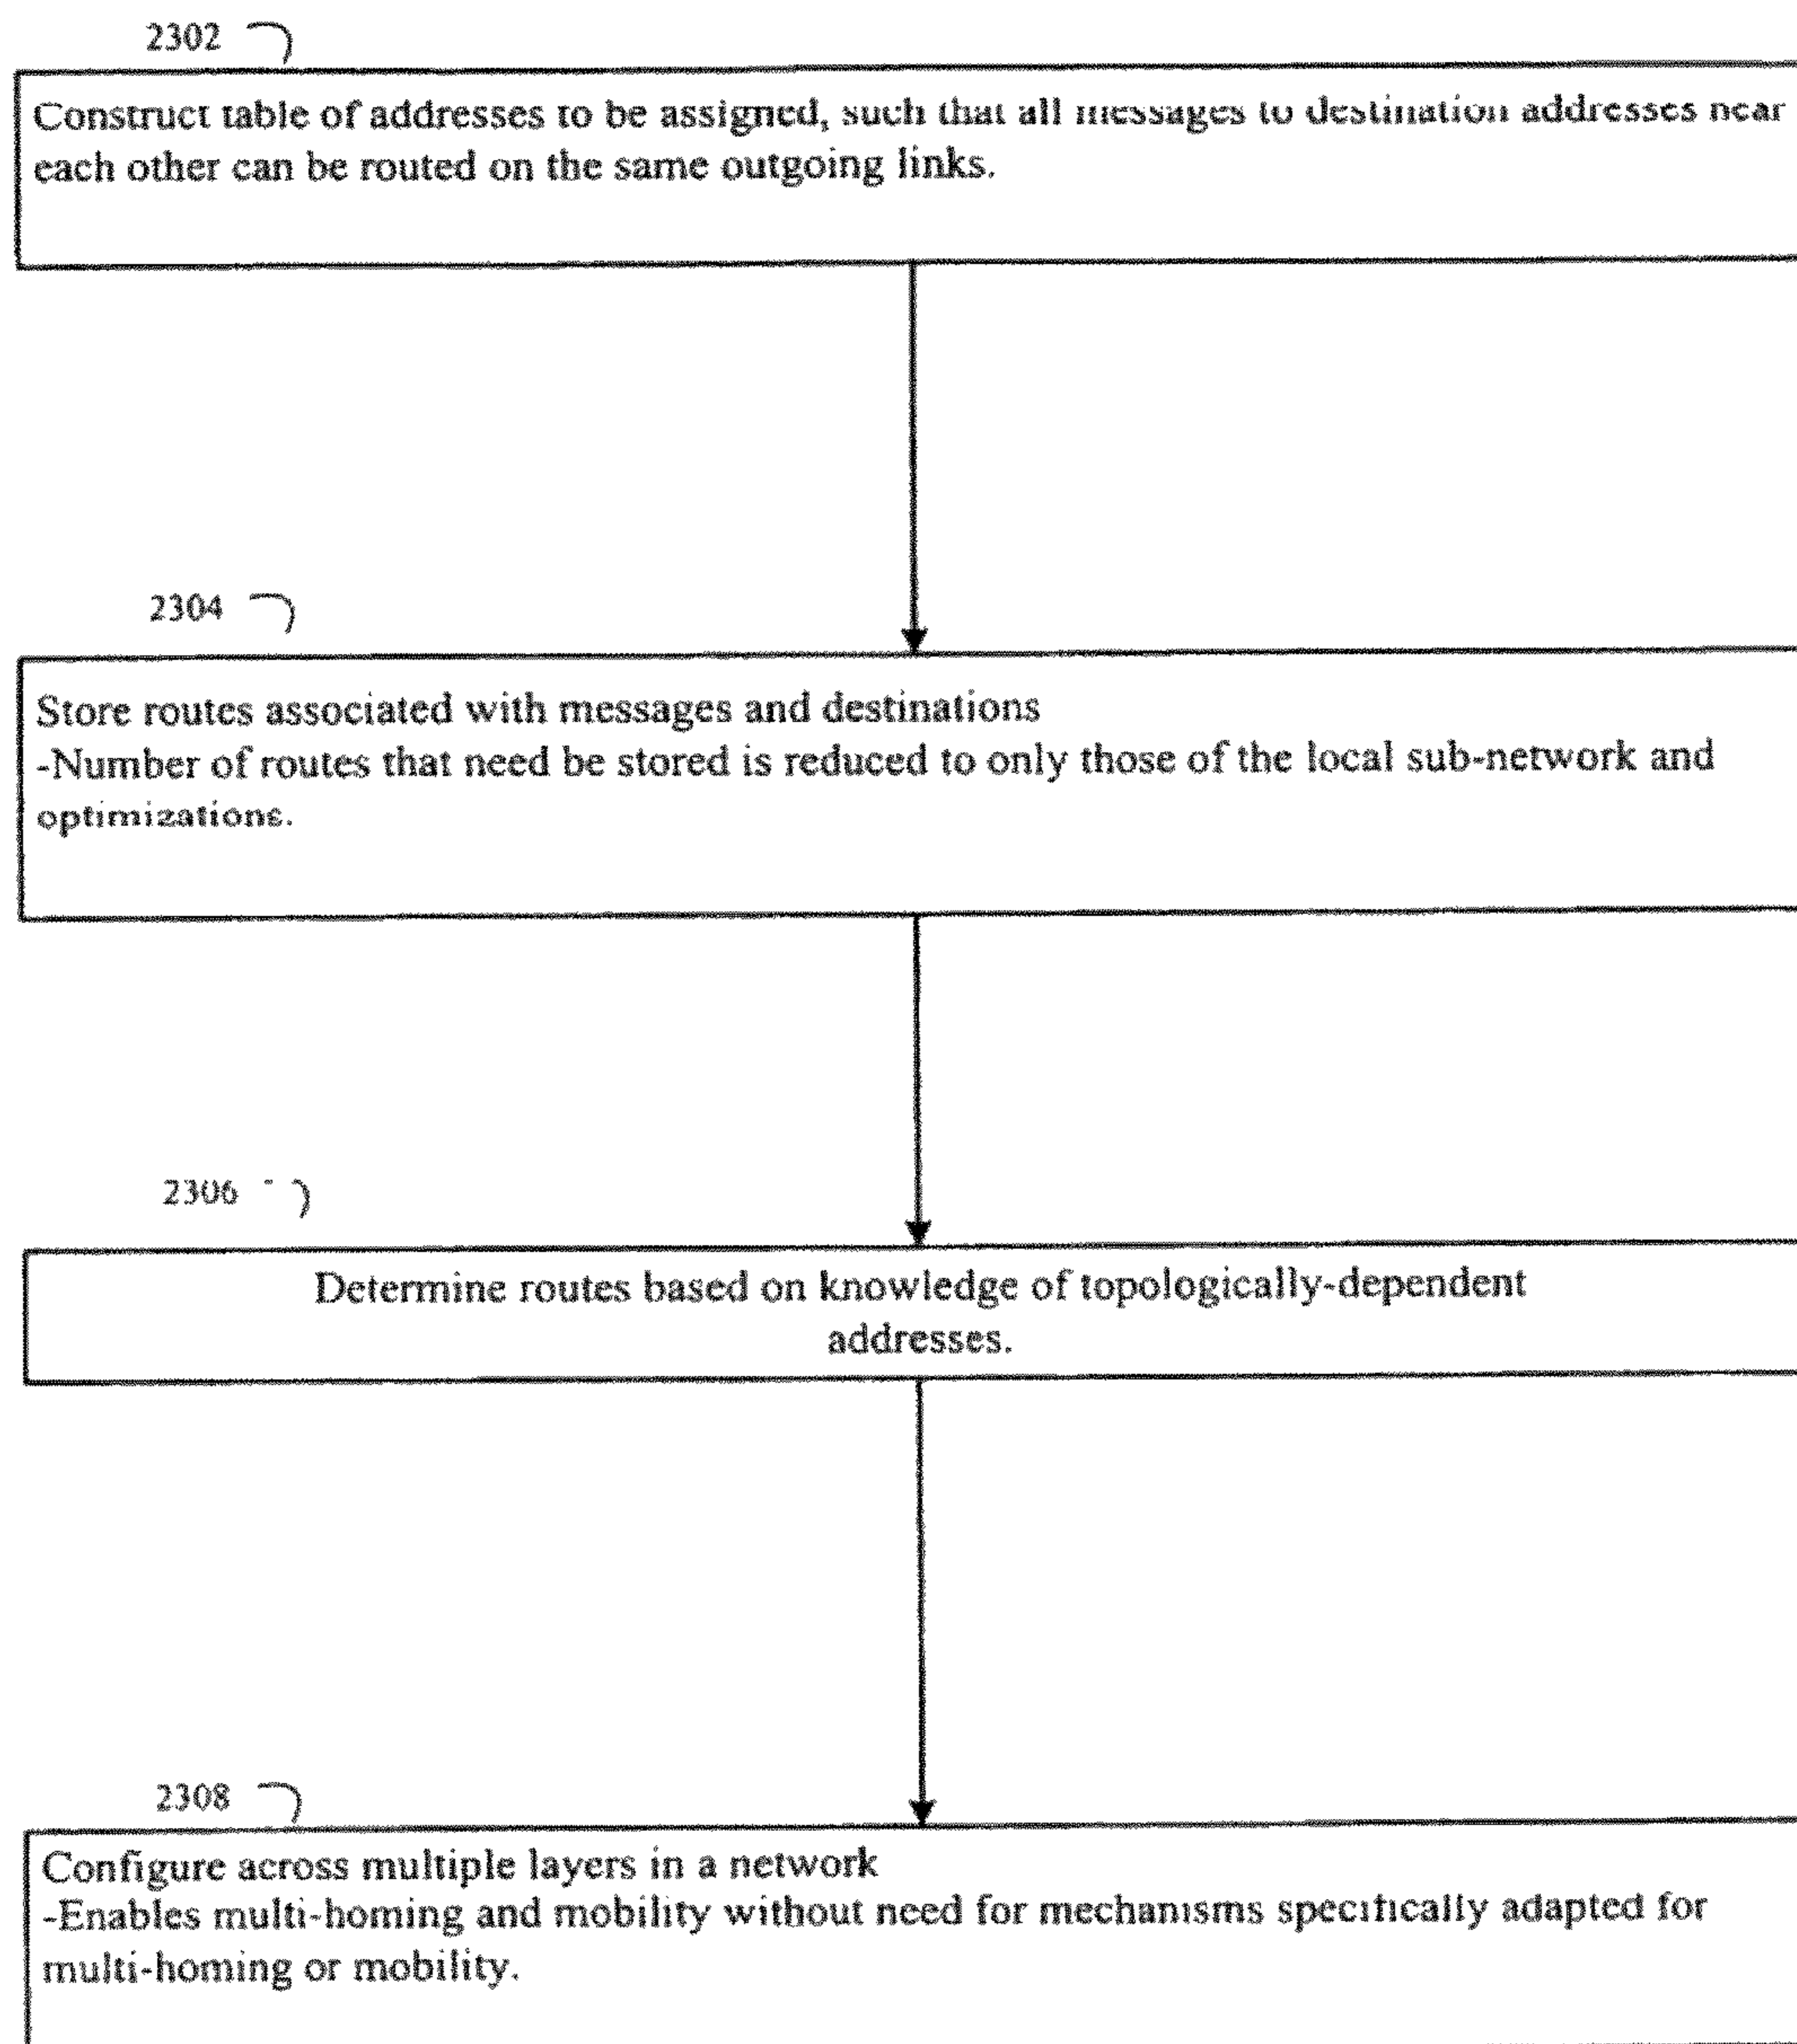 2302
Construct table of addresses to be assigned, such that all messages to destination addresses near
each other can be routed on the same outgoing links.
2304
Store routes associated with messages and destinations
-Number of routes that need be stored is reduced to only those of the local sub-network and
optimizations.
2306
Determine routes based on knowledge of topologically-dependent
addresses.
2308
Configure across multiple layers in a network
-Enables multi-homing and mobility without need for mechanisms specifically adapted for
multi-homing or mobility.